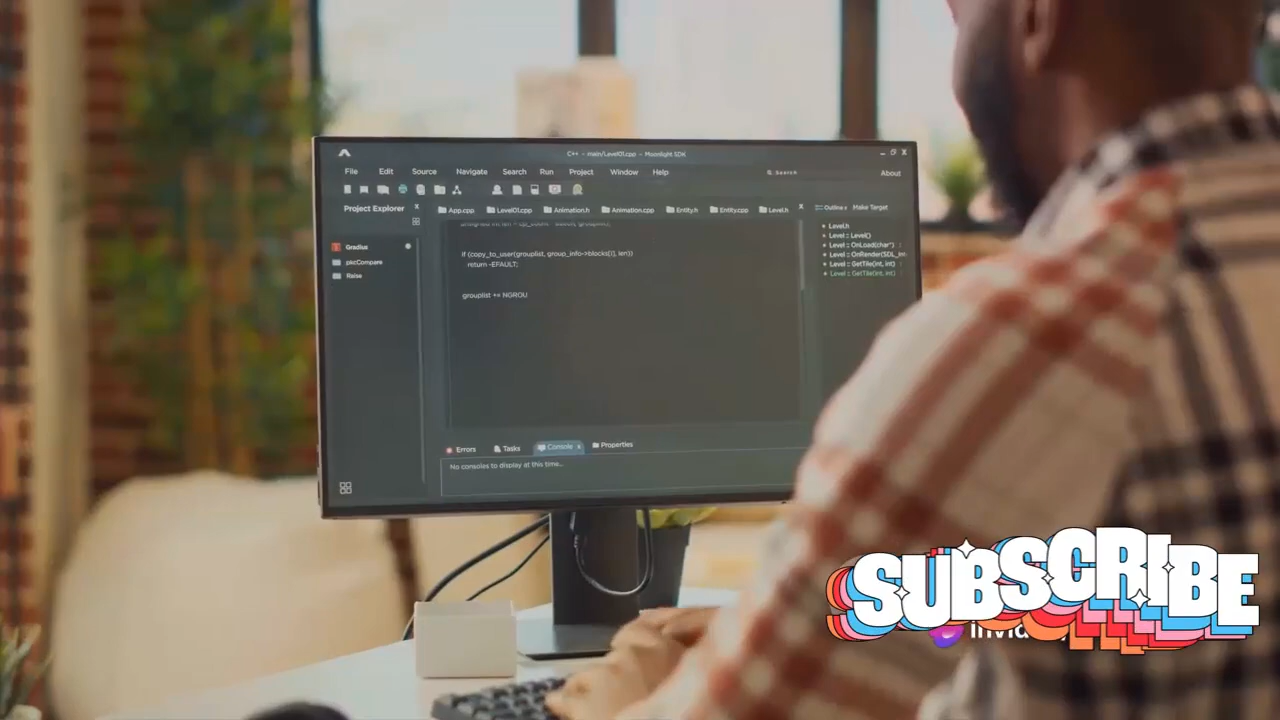 C++ - main/Level01.cpp - Moonlight SDK
File Edit Source Navigate Search Run Project Window Help
Search
About
Project Explorer x
App.cpp Level01.cpp Animation.h Animation.cpp Entity.h Entity.cpp Level.h x
Outline x Make Target
Gradius
pkcCompare
Raise
if (copy_to_user(grouplist, group_info->blocks[i], len))
return -EFAULT;
grouplist += NGROU
Level.h
Level :: Level()
Level :: OnLoad(char*) :
Level :: OnRender(SDL_
Level :: GetTile(int, int) :
Level :: GetTile(int, int)
Errors Tasks Console x Properties
No consoles to display at this time...
SUBSCRIBE